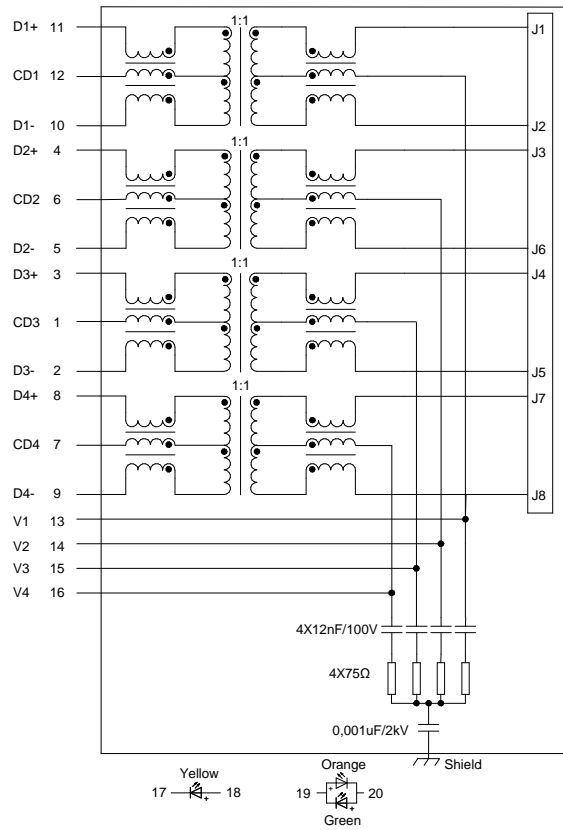 D1+ 11 1:1 J1
CD1 12
D1- 10 J2
D2+ 4 1:1 J3
CD2 6
D2- 5 J6
D3+ 3 1:1 J4
CD3 1
D3- 2 J5
D4+ 8 1:1 J7
CD4 7
D4- 9 J8
V1 13
V2 14
V3 15
V4 16
4X12nF/100V
4X75Ω
0,001uF/2kV
Shield
Yellow Orange
17 + 18 19 + 20
+
Green